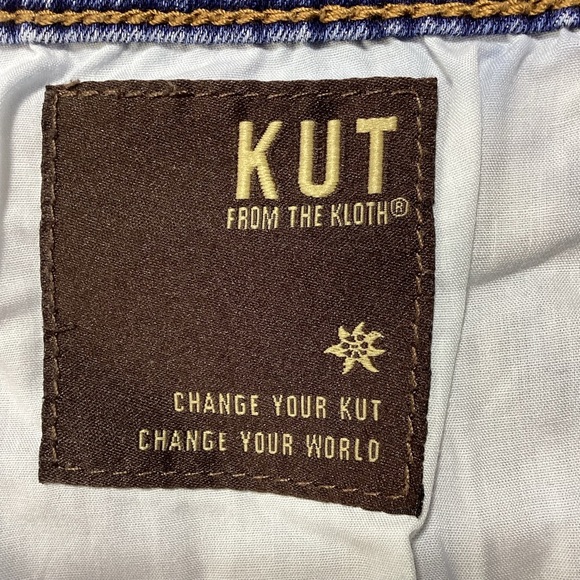 KUT
FROM THE KLOTH®
CHANGE YOUR KUT
CHANGE YOUR WORLD